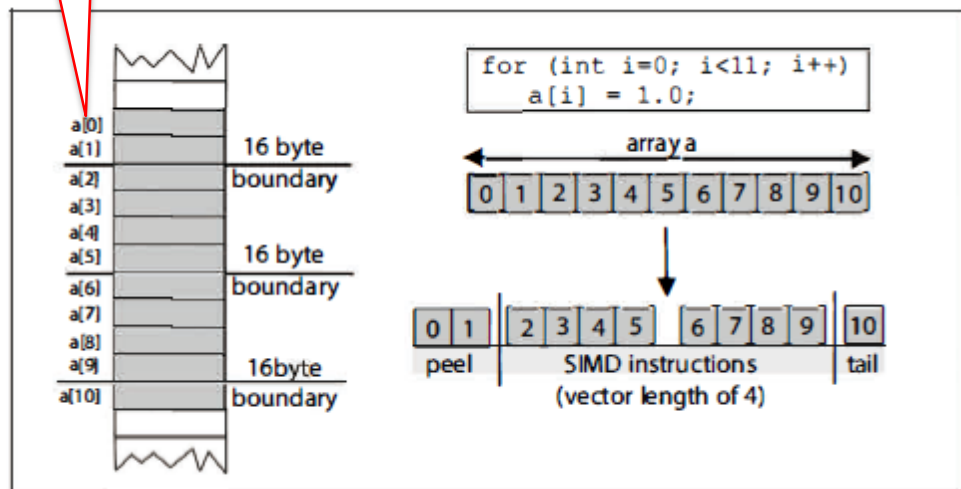 a[0]
a[1]
16 byte
boundary
a[2]
a[3]
a[4]
a[5]
16 byte
boundary
a[6]
a[7]
a[8]
a[9]
16byte
boundary
a[10]
for (int i=0; i<11; i++)
a[i] = 1.0;
array a
0 1 2 3 4 5 6 7 8 9 10
0 1 2 3 4 5 6 7 8 9 10
peel SIMD instructions tail
(vector length of 4)